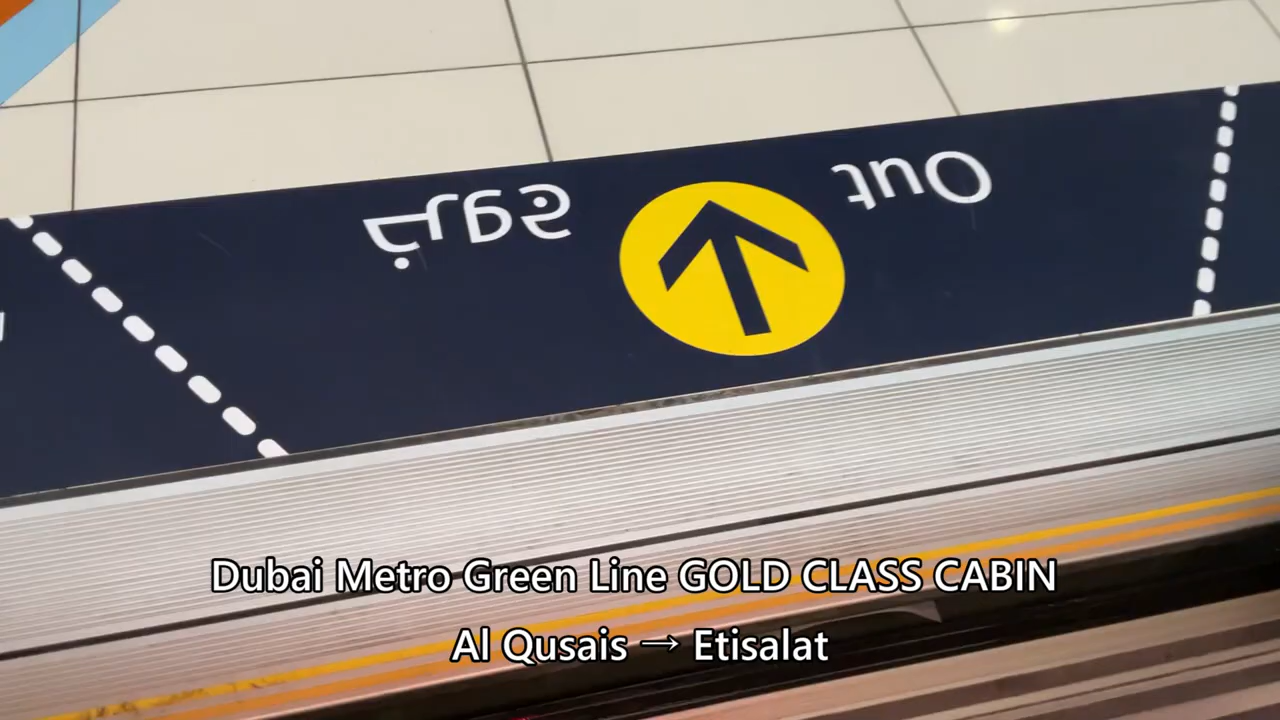 Out خروج
Dubai Metro Green Line GOLD CLASS CABIN
Al Qusais → Etisalat